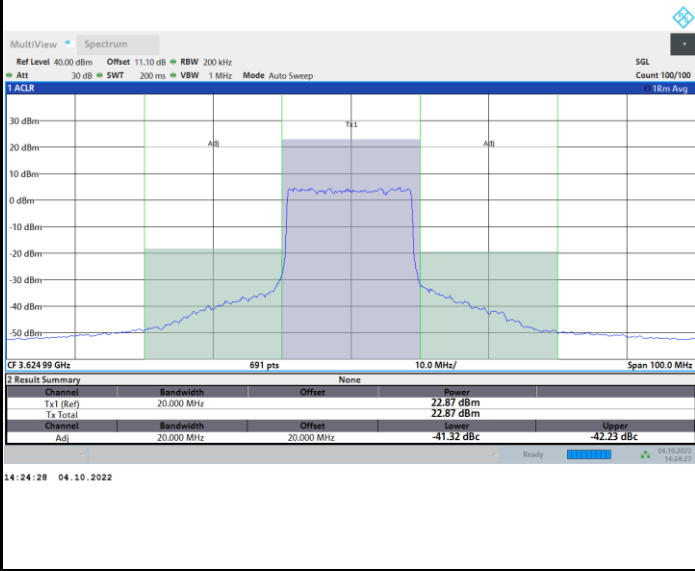 MultiView Spectrum
Ref Level 40.00 dBm Offset 11.10 dB RBW 200 kHz SGL
Att 30 dB SWT 200 ms VBW 1 MHz Mode Auto Sweep Count 100/100
1 ACLR 1Rm Avg
30 dBm
Tx1
20 dBm
Adj Adj
10 dBm
0 dBm
-10 dBm
-20 dBm
-30 dBm
-40 dBm
-50 dBm
CF 3.624 99 GHz 691 pts 10.0 MHz/ Span 100.0 MHz
2 Result Summary None
Channel Bandwidth Offset Power
Tx1 (Ref) 20.000 MHz 22.87 dBm
Tx Total 22.87 dBm
Channel Bandwidth Offset Lower Upper
Adj 20.000 MHz 20.000 MHz -41.32 dBc -42.23 dBc
Ready 04.10.2022
14:24:27
14:24:28 04.10.2022